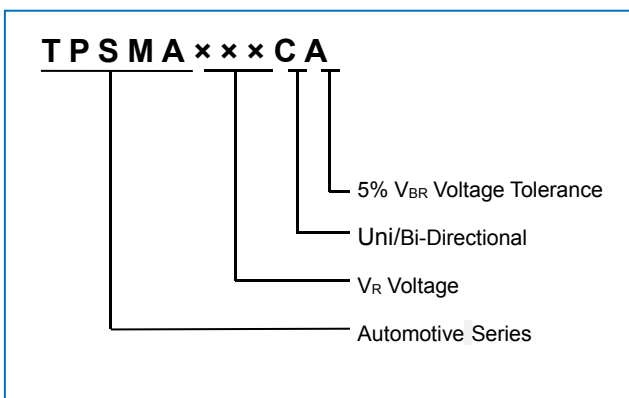 TPSMA×××CA
5% VBR Voltage Tolerance
Uni/Bi-Directional
VR Voltage
Automotive Series